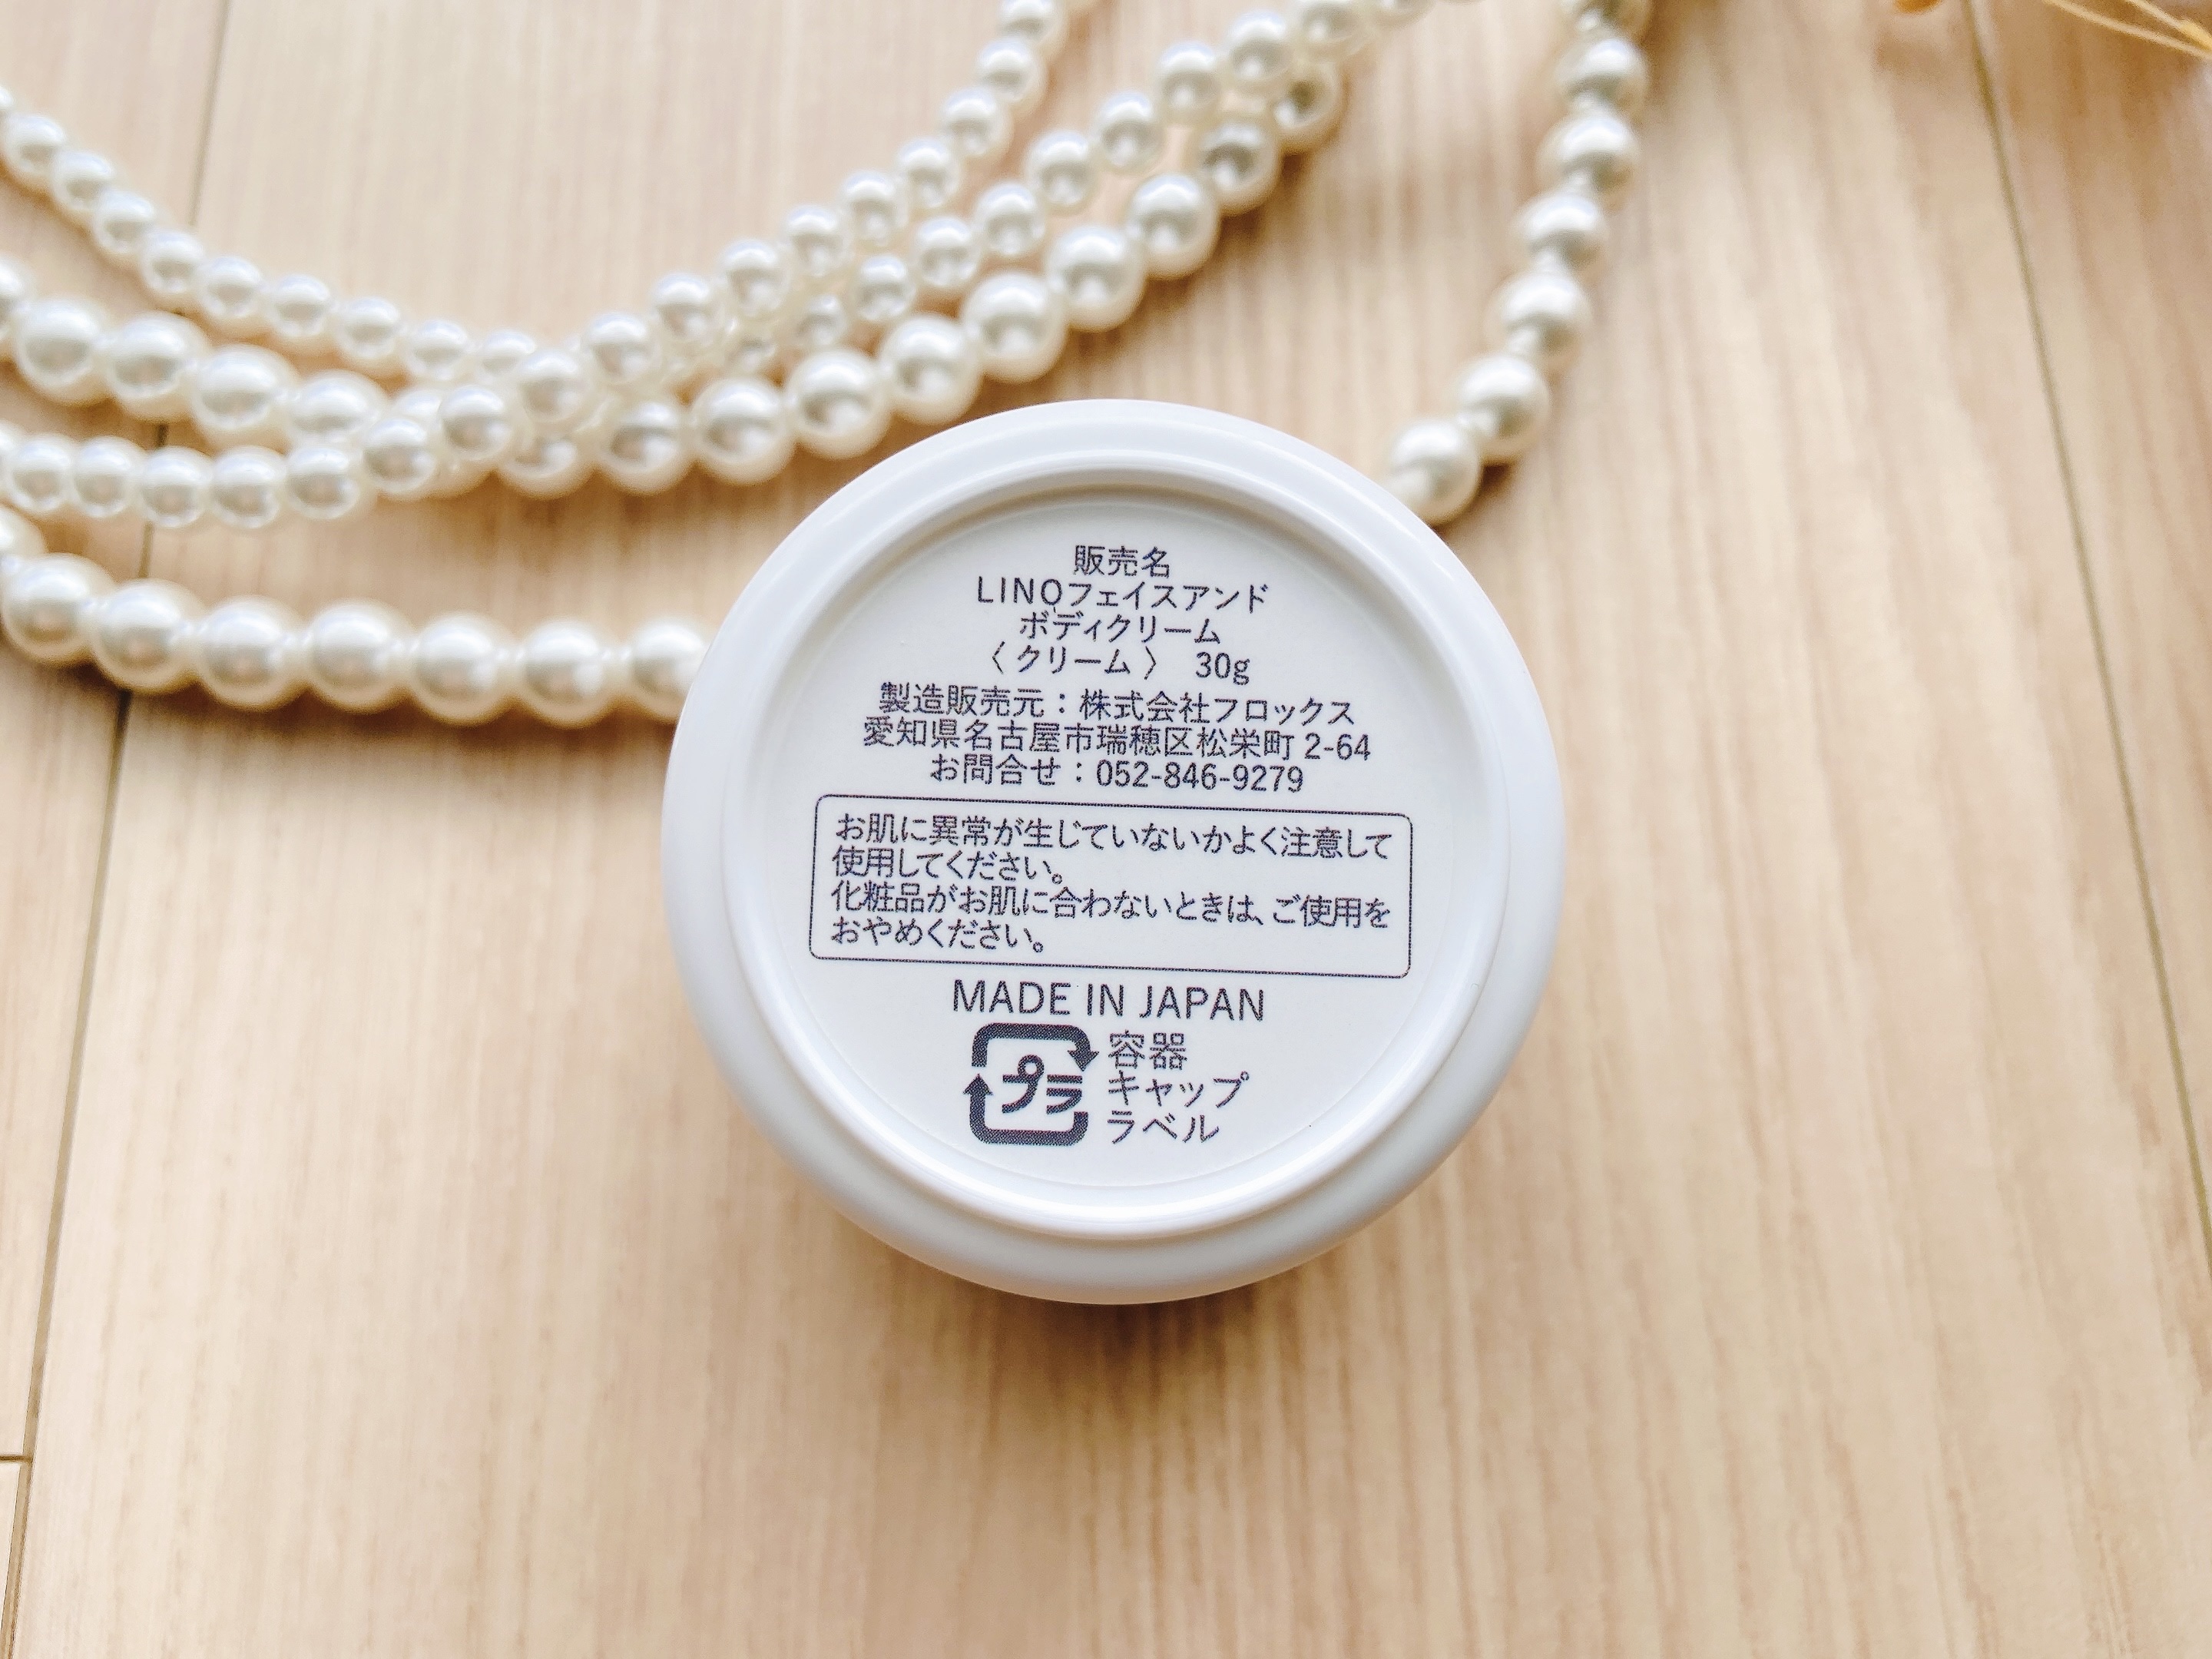 販売名
LINOフェイスアンド
ボディクリーム
〈クリーム〉 30g
製造販売元：株式会社フロックス
愛知県名古屋市瑞穂区松栄町 2-64
お問合せ：052-846-9279
お肌に異常が生じていないかよく注意して
使用してください。
化粧品がお肌に合わないときは、ご使用を
おやめください。
MADE IN JAPAN
プラ 容器
キャップ
ラベル